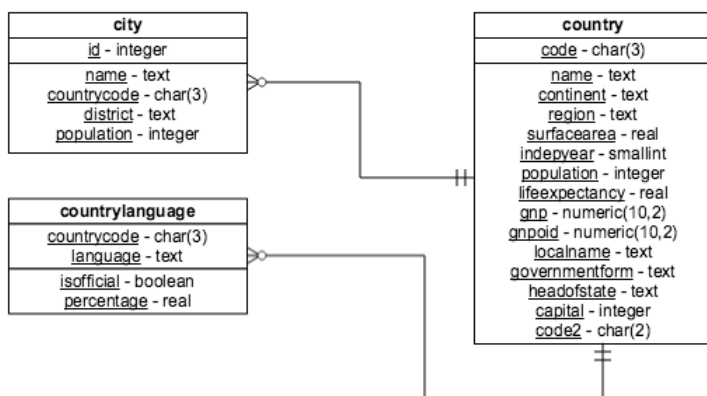 city
id - integer
name - text
countrycode - char(3)
district - text
population - integer
countrylanguage
countrycode - char(3)
language - text
isofficial - boolean
percentage - real
country
code - char(3)
name - text
continent - text
region - text
surfacearea - real
indepyear - smallint
population - integer
lifeexpectancy - real
gnp - numeric(10,2)
gnpoid - numeric(10,2)
localname - text
governmentform - text
headofstate - text
capital - integer
code2 - char(2)